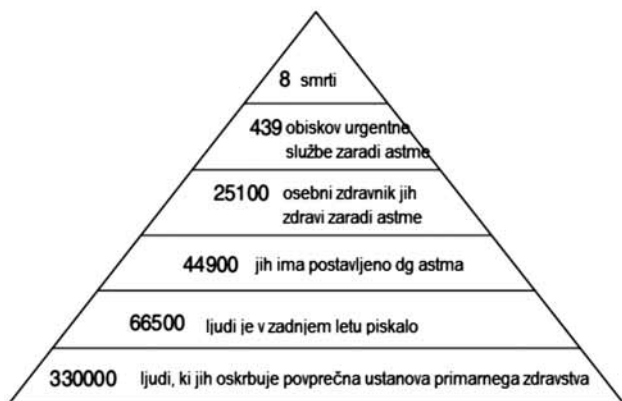 8 smrti
439 obiskov urgentne
službe zaradi astme
25100 osebni zdravnik jih
zdravi zaradi astme
44900 jih ima postavljeno dg astma
66500 ljudi je v zadnjem letu piskalo
330000 ljudi, ki jih oskrbuje povprečna ustanova primarnega zdravstva